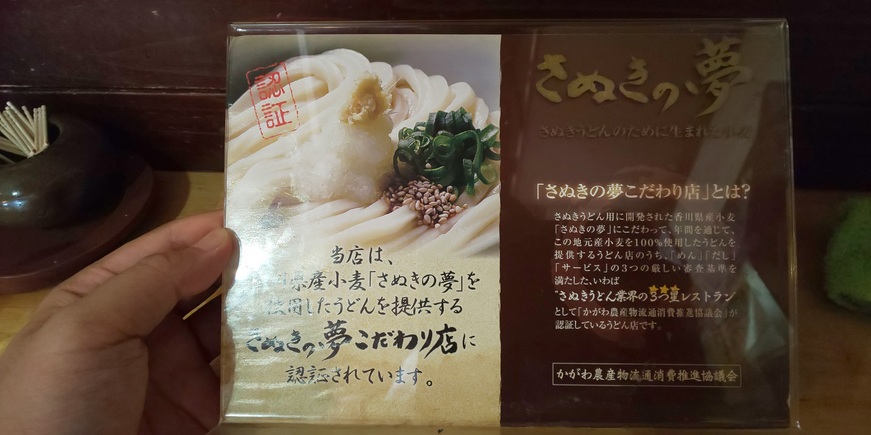 認証
当店は、
県産小麦「さぬきの夢」を
使用したうどんを提供する
さぬきの夢こだわり店に
認証されています。
さぬきの夢
さぬきうどんのために生まれた小麦
「さぬきの夢こだわり店」とは?
さぬきうどん用に開発された香川県産小麦
「さぬきの夢」にこだわって、年間を通じて、
この地元産小麦を100%使用したうどんを
提供するうどん店のうち、「めん」「だし」
「サービス」の3つの厳しい審査基準を
満たした、いわば
"さぬきうどん業界の3つ星レストラン
として「かがわ農産物流通消費推進協議会」が
認証しているうどん店です。
かがわ農産物流通消費推進協議会